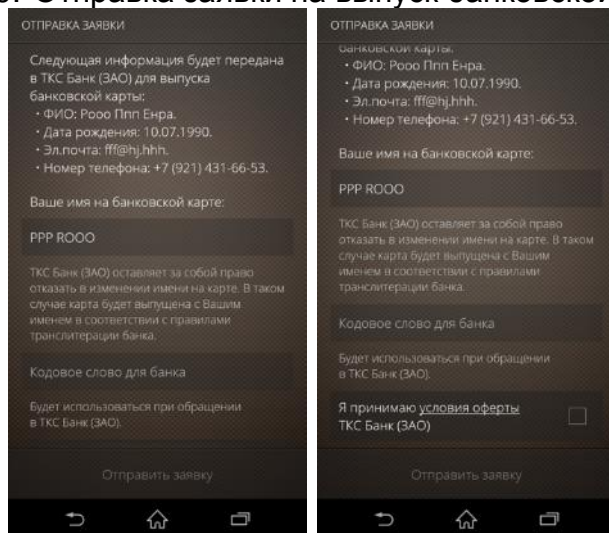 Отправка заявки на выпуск банковской
ОТПРАВКА ЗАЯВКИ
Следующая информация будет передана
в ТКС Банк (ЗАО) для выпуска
банковской карты:
• ФИО: Рооо Ппп Енра.
• Дата рождения: 10.07.1990.
• Эл.почта: fff@hj.hhh.
• Номер телефона: +7 (921) 431-66-53.
Ваше имя на банковской карте:
PPP ROOO
ТКС Банк (ЗАО) оставляет за собой право
отказать в изменении имени на карте. В таком
случае карта будет выпущена с Вашим
именем в соответствии с правилами
транслитерации банка.
Кодовое слово для банка
Будет использоваться при обращении
в ТКС Банк (ЗАО).
Отправить заявку
ОТПРАВКА ЗАЯВКИ
банковской карты:
• ФИО: Рооо Ппп Енра.
• Дата рождения: 10.07.1990.
• Эл.почта: fff@hj.hhh.
• Номер телефона: +7 (921) 431-66-53.
Ваше имя на банковской карте:
PPP ROOO
ТКС Банк (ЗАО) оставляет за собой право
отказать в изменении имени на карте. В таком
случае карта будет выпущена с Вашим
именем в соответствии с правилами
транслитерации банка.
Кодовое слово для банка
Будет использоваться при обращении
в ТКС Банк (ЗАО).
Я принимаю условия оферты
ТКС Банк (ЗАО)
Отправить заявку